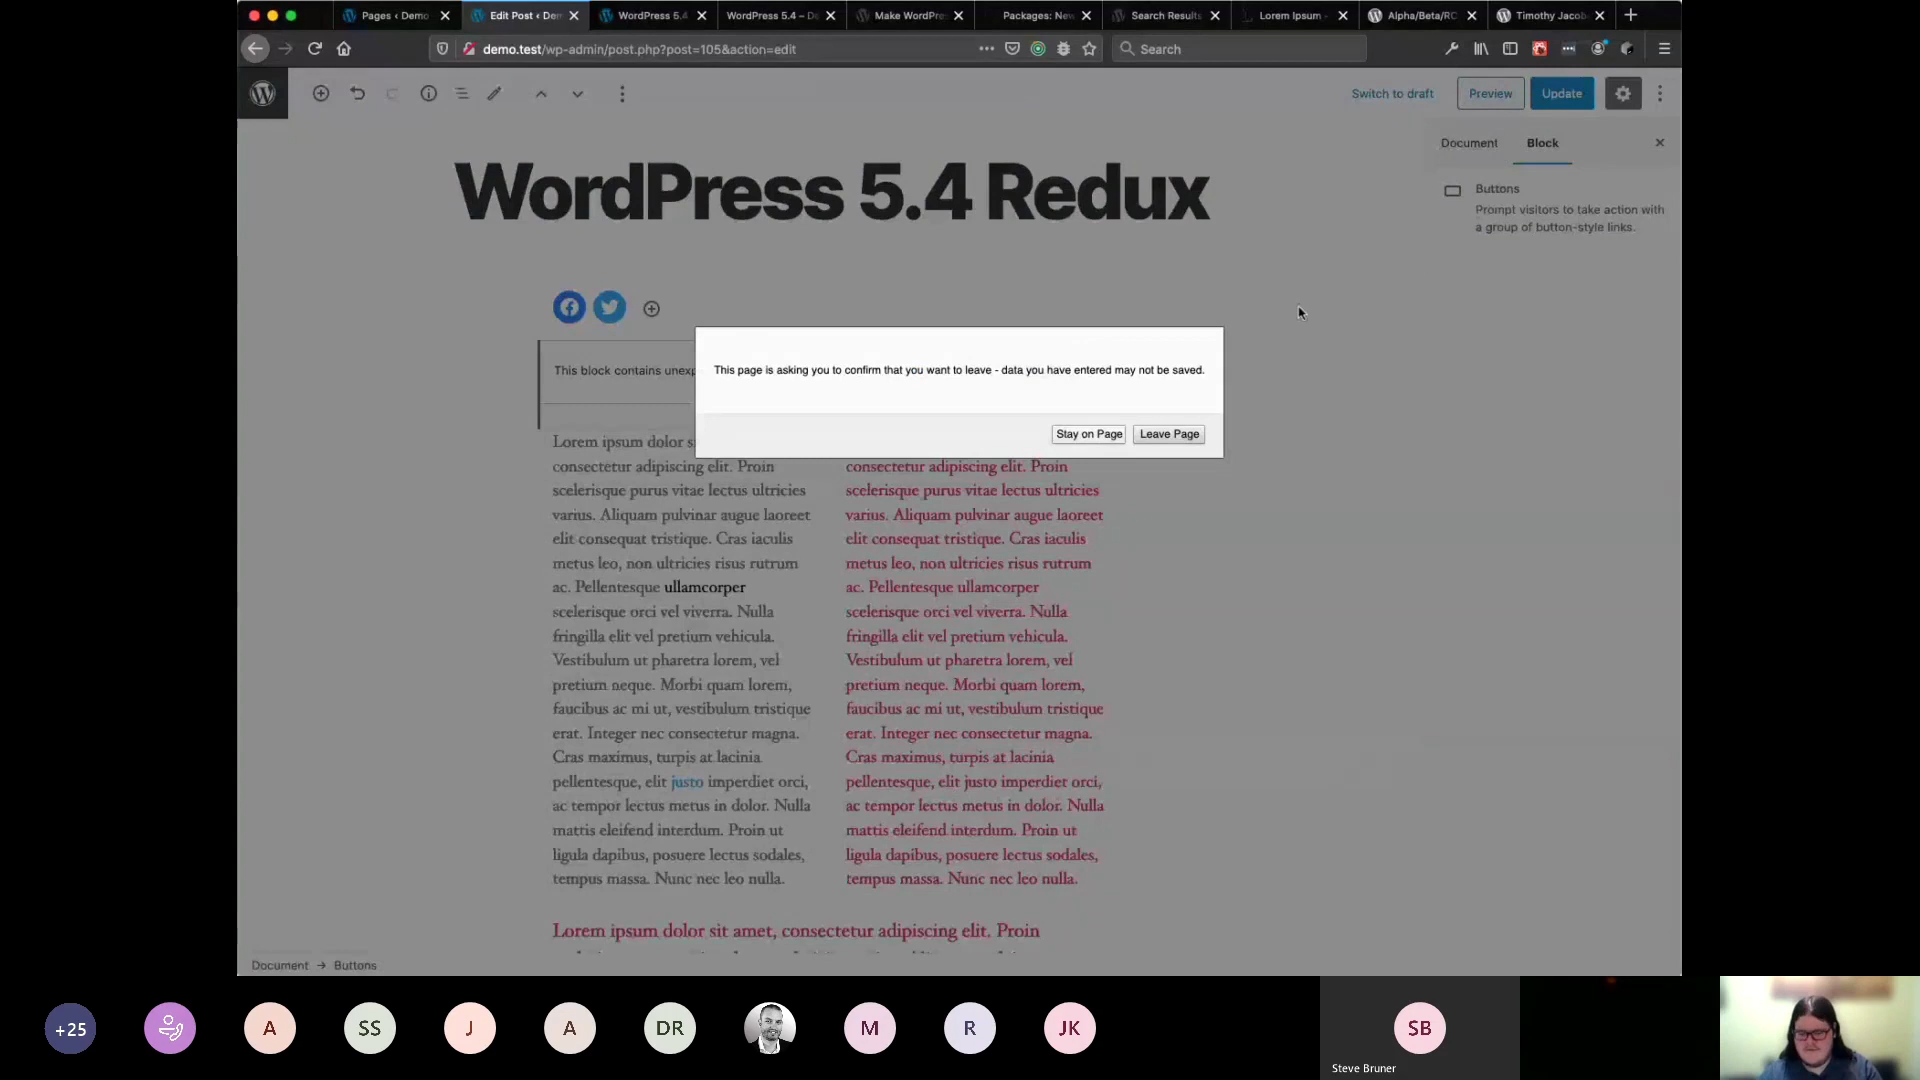 Pages ‹ Demo
Edit Post ‹ Dem
WordPress 5.4
WordPress 5.4 – De
Make WordPre
Packages: New
Search Results
Lorem Ipsum -
Alpha/Beta/RC
Timothy Jacob
demo.test/wp-admin/post.php?post=105&action=edit
Search
Switch to draft
Preview
Update
Document
Block
WordPress 5.4 Redux
Buttons
Prompt visitors to take action with
a group of button-style links.
This block contains unexp
This page is asking you to confirm that you want to leave - data you have entered may not be saved.
Stay on Page
Leave Page
Lorem ipsum dolor s
consectetur adipiscing elit. Proin
scelerisque purus vitae lectus ultricies
varius. Aliquam pulvinar augue laoreet
elit consequat tristique. Cras iaculis
metus leo, non ultricies risus rutrum
ac. Pellentesque ullamcorper
scelerisque orci vel viverra. Nulla
fringilla elit vel pretium vehicula.
Vestibulum ut pharetra lorem, vel
pretium neque. Morbi quam lorem,
faucibus ac mi ut, vestibulum tristique
erat. Integer nec consectetur magna.
Cras maximus, turpis at lacinia
pellentesque, elit justo imperdiet orci,
ac tempor lectus metus in dolor. Nulla
mattis eleifend interdum. Proin ut
ligula dapibus, posuere lectus sodales,
tempus massa. Nunc nec leo nulla.
consectetur adipiscing elit. Proin
scelerisque purus vitae lectus ultricies
varius. Aliquam pulvinar augue laoreet
elit consequat tristique. Cras iaculis
metus leo, non ultricies risus rutrum
ac. Pellentesque ullamcorper
scelerisque orci vel viverra. Nulla
fringilla elit vel pretium vehicula.
Vestibulum ut pharetra lorem, vel
pretium neque. Morbi quam lorem,
faucibus ac mi ut, vestibulum tristique
erat. Integer nec consectetur magna.
Cras maximus, turpis at lacinia
pellentesque, elit justo imperdiet orci,
ac tempor lectus metus in dolor. Nulla
mattis eleifend interdum. Proin ut
ligula dapibus, posuere lectus sodales,
tempus massa. Nunc nec leo nulla.
Lorem ipsum dolor sit amet, consectetur adipiscing elit. Proin
Document → Buttons
+25
A
SS
J
A
DR
M
R
JK
SB
Steve Bruner